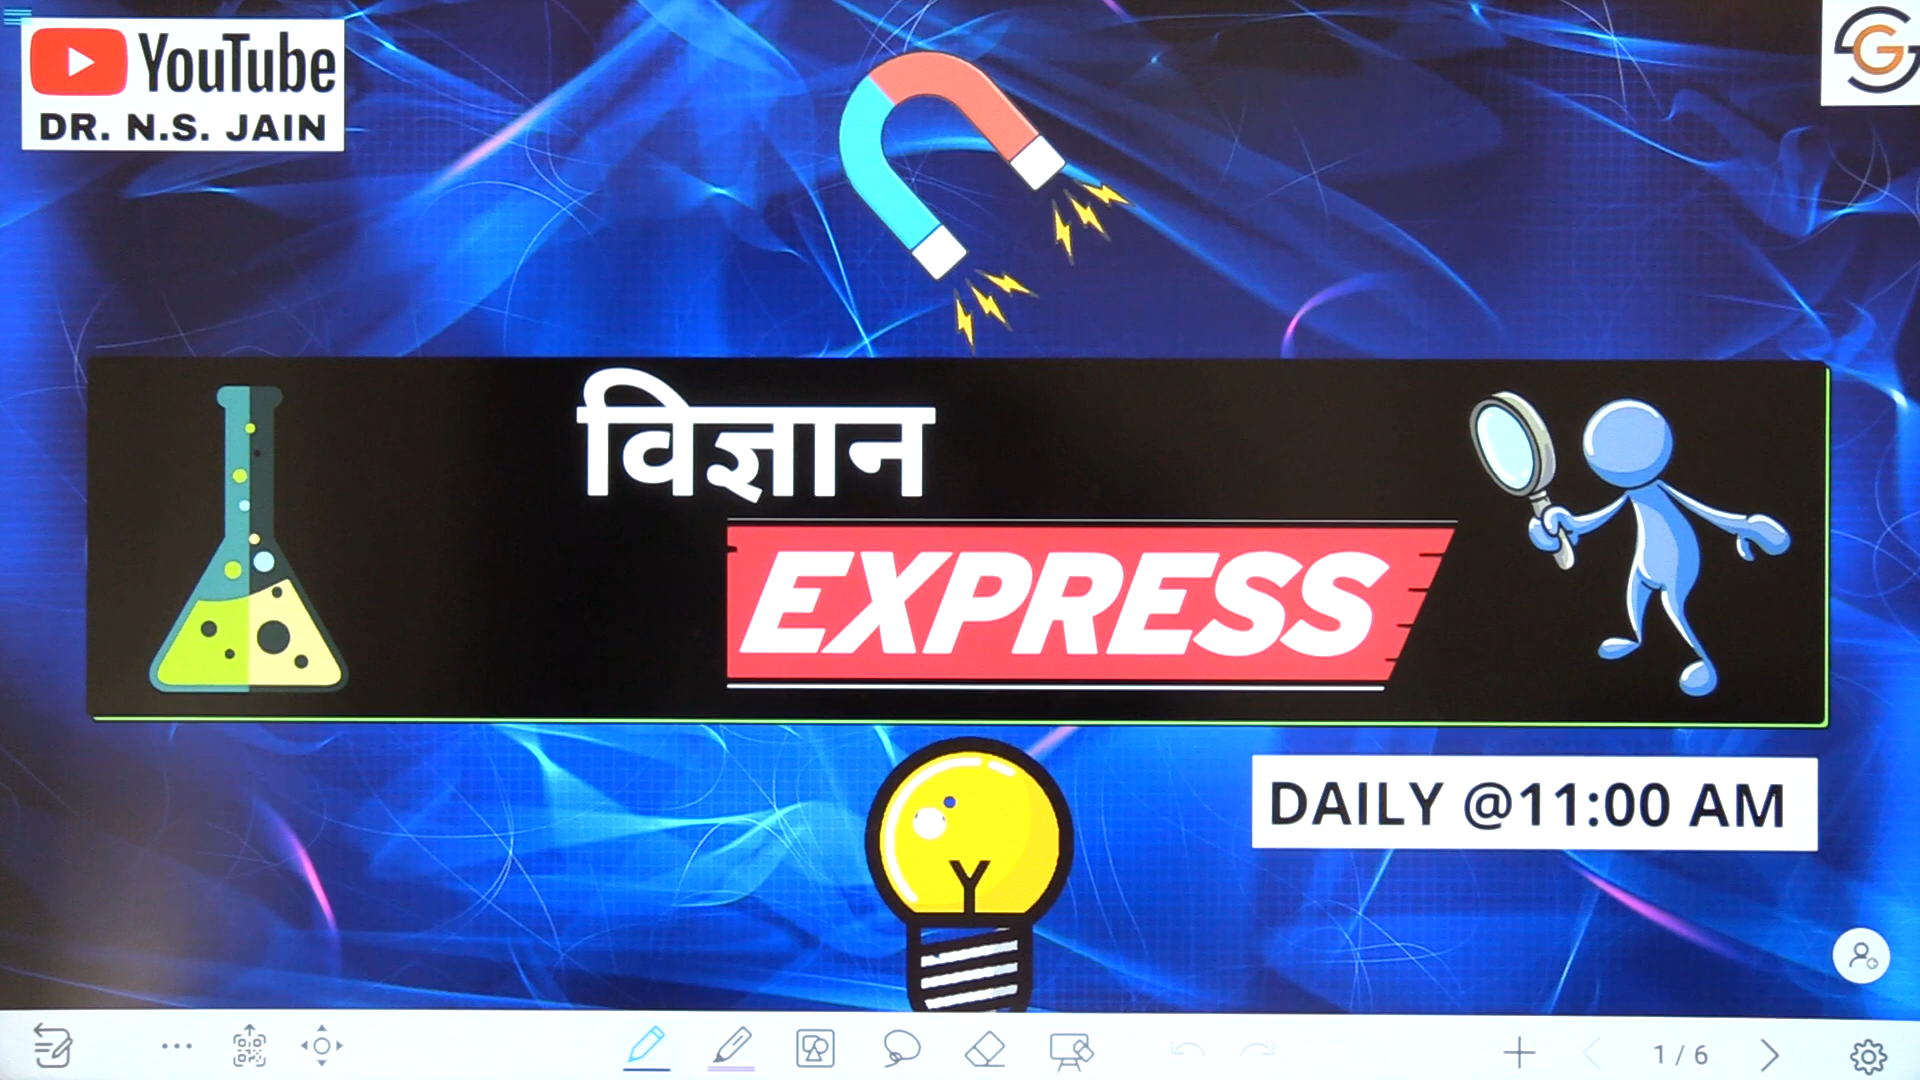 YouTube
DR. N.S. JAIN
विज्ञान
EXPRESS
DAILY @11:00 AM
1 / 6